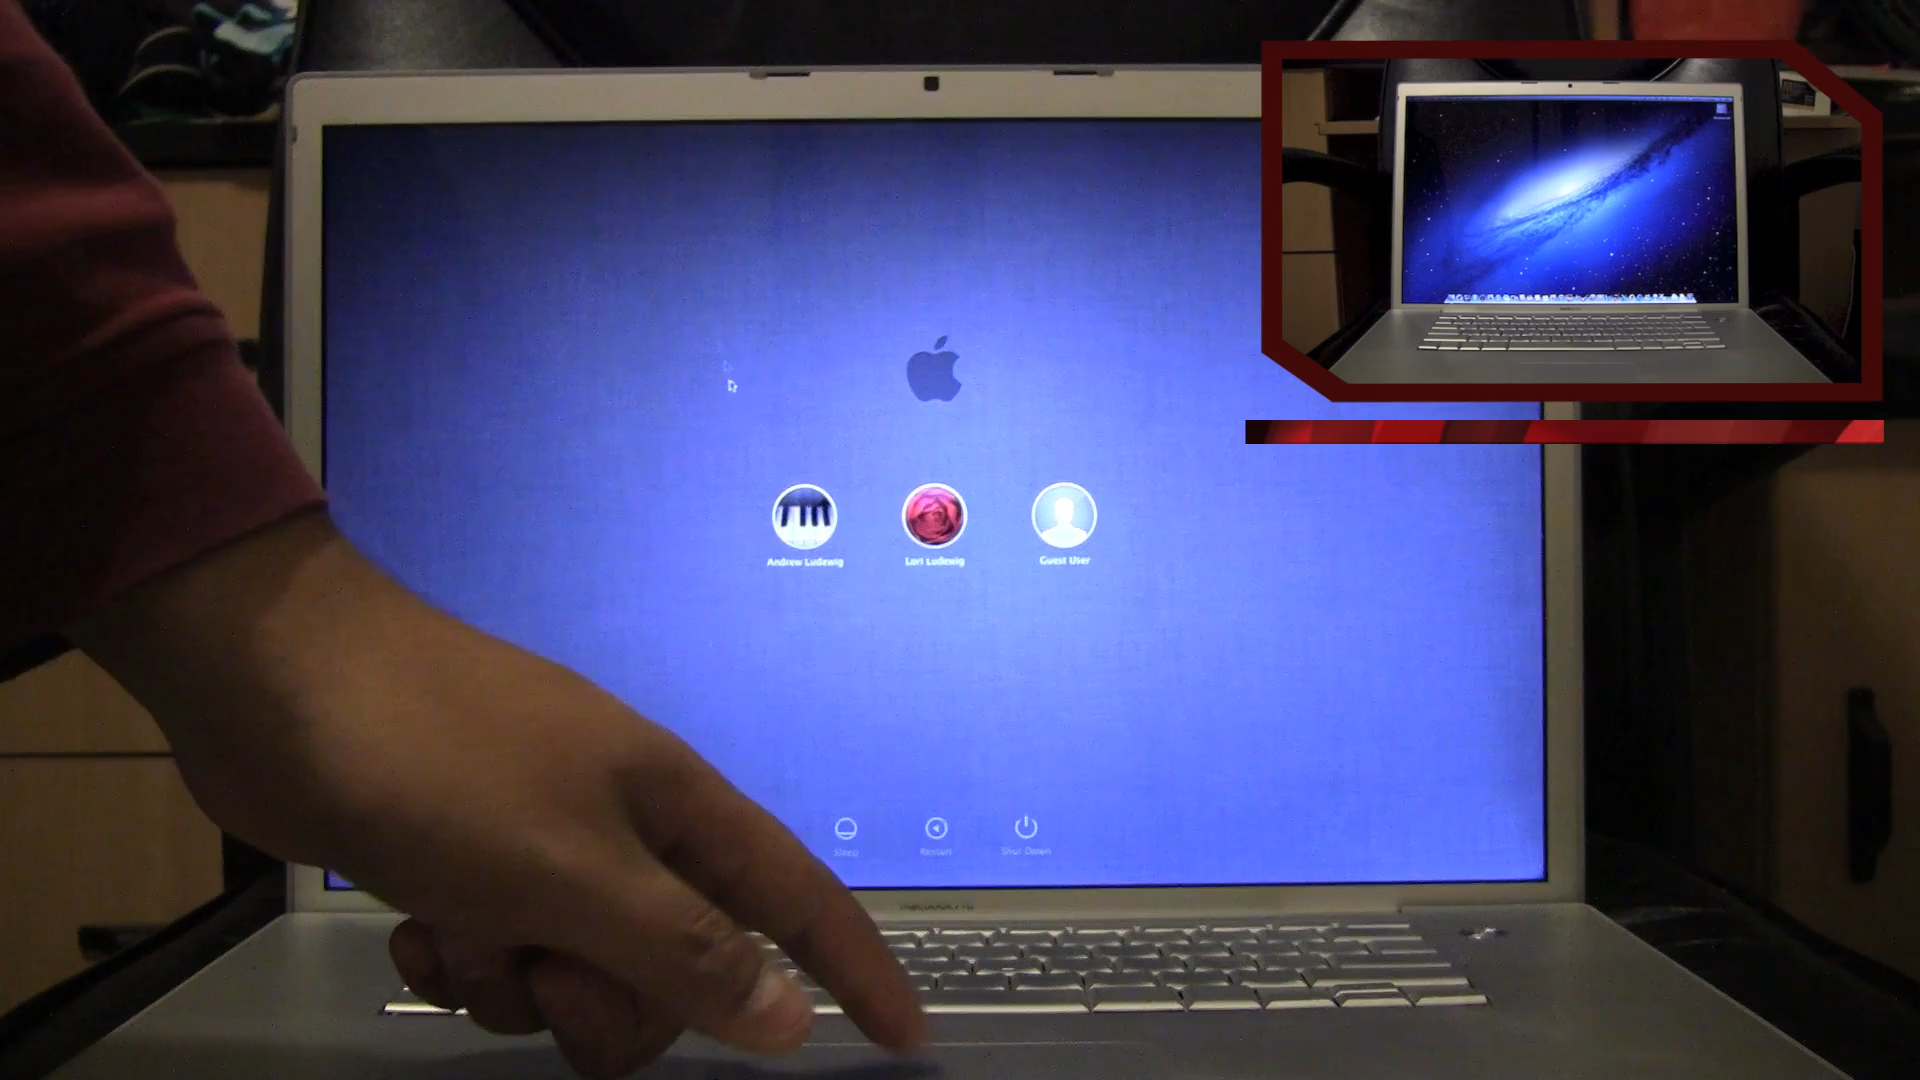 Andrew Ludewig
Lori Ludewig
Guest User
Sleep
Restart
Shut Down